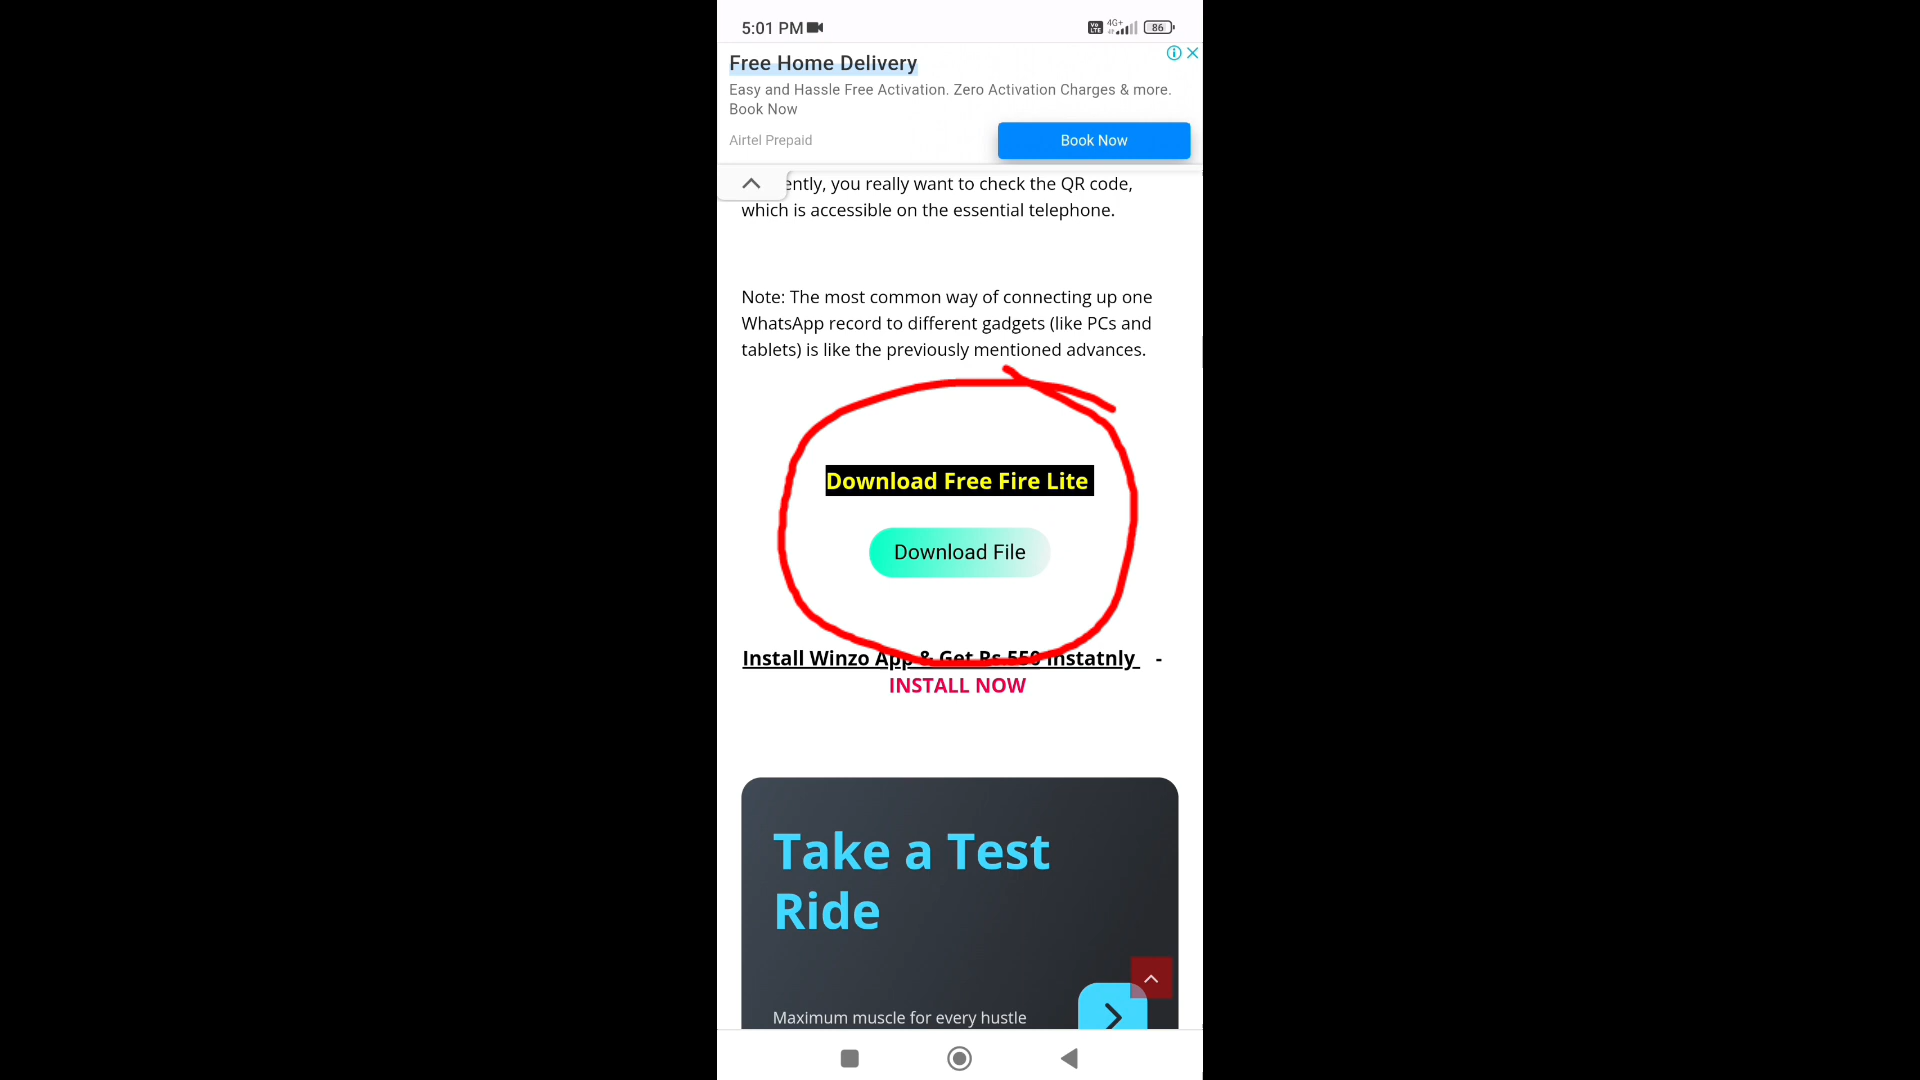 5:01 PM
Vo LTE 4G+ 86
Free Home Delivery
Easy and Hassle Free Activation. Zero Activation Charges & more.
Book Now
Airtel Prepaid
Book Now
ently, you really want to check the QR code,
which is accessible on the essential telephone.
Note: The most common way of connecting up one
WhatsApp record to different gadgets (like PCs and
tablets) is like the previously mentioned advances.
Download Free Fire Lite
Download File
Install Winzo App & Get Rs.550 Instatnly -
INSTALL NOW
Take a Test
Ride
Maximum muscle for every hustle